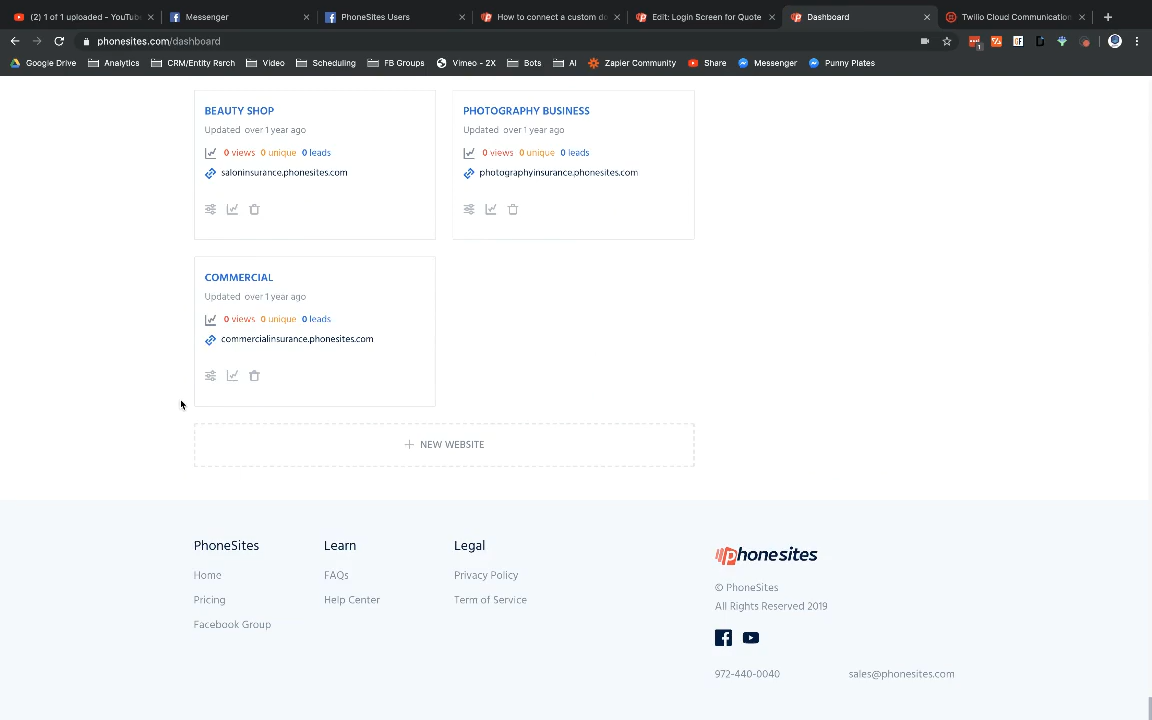 (2) 1 of 1 uploaded - YouTub
Messenger
PhoneSites Users
How to connect a custom do
Edit: Login Screen for Quote
Dashboard
Twilio Cloud Communication
phonesites.com/dashboard
Google Drive
Analytics
CRM/Entity Rsrch
Video
Scheduling
FB Groups
Vimeo - 2X
Bots
AI
Zapier Community
Share
Messenger
Punny Plates
BEAUTY SHOP
Updated over 1 year ago
0 views 0 unique 0 leads
saloninsurance.phonesites.com
PHOTOGRAPHY BUSINESS
Updated over 1 year ago
0 views 0 unique 0 leads
photographyinsurance.phonesites.com
COMMERCIAL
Updated over 1 year ago
0 views 0 unique 0 leads
commercialinsurance.phonesites.com
+ NEW WEBSITE
PhoneSites
Home
Pricing
Facebook Group
Learn
FAQs
Help Center
Legal
Privacy Policy
Term of Service
phonesites
© PhoneSites
All Rights Reserved 2019
972-440-0040
sales@phonesites.com